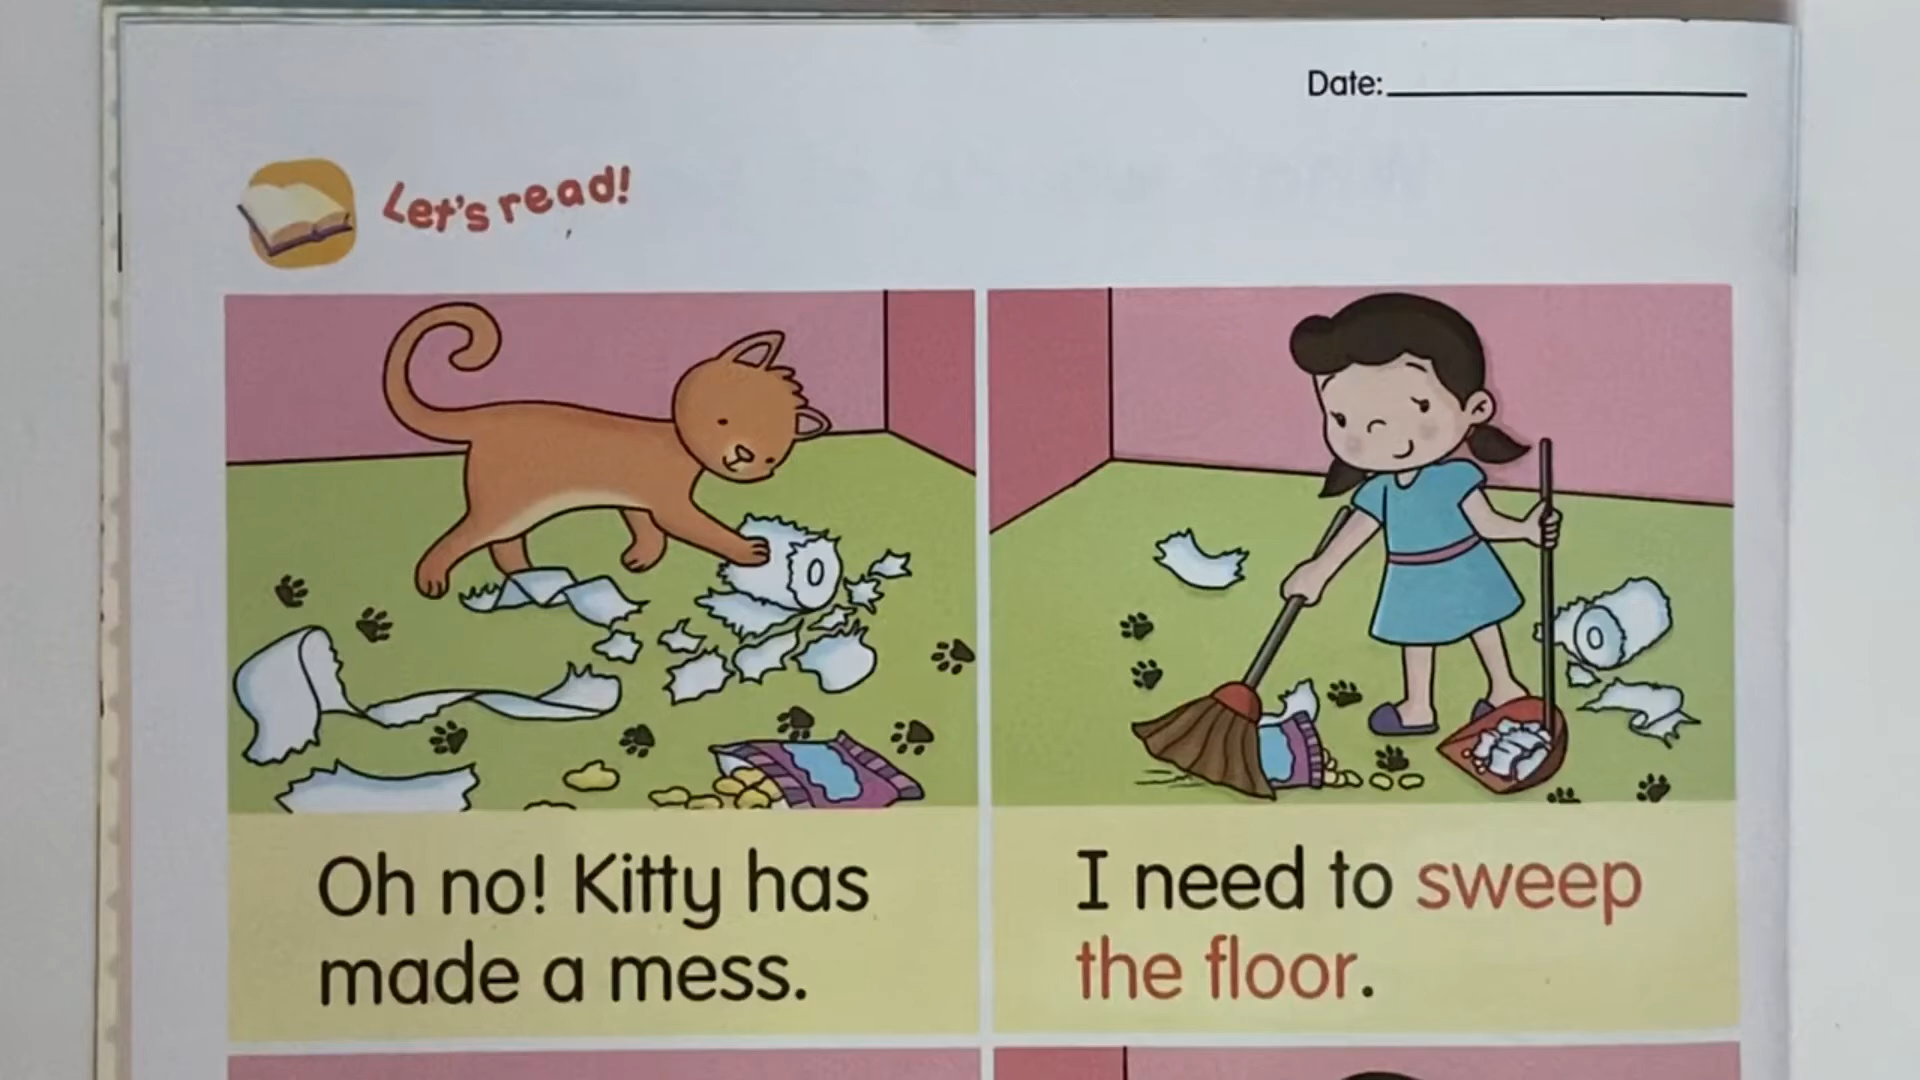 Date:
Let's read!
Oh no! Kitty has
made a mess.
I need to sweep
the floor.